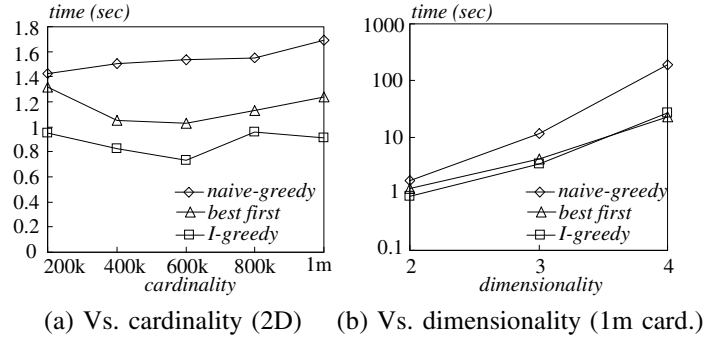 time (sec)
1.8
1.6
1.4
1.2
1
0.8
0.6
0.4
0.2
0
naive-greedy
best first
I-greedy
200k 400k 600k 800k 1m
cardinality
(a) Vs. cardinality (2D)
time (sec)
1000
100
10
1
0.1
naive-greedy
best first
I-greedy
2 3 4
dimensionality
(b) Vs. dimensionality (1m card.)